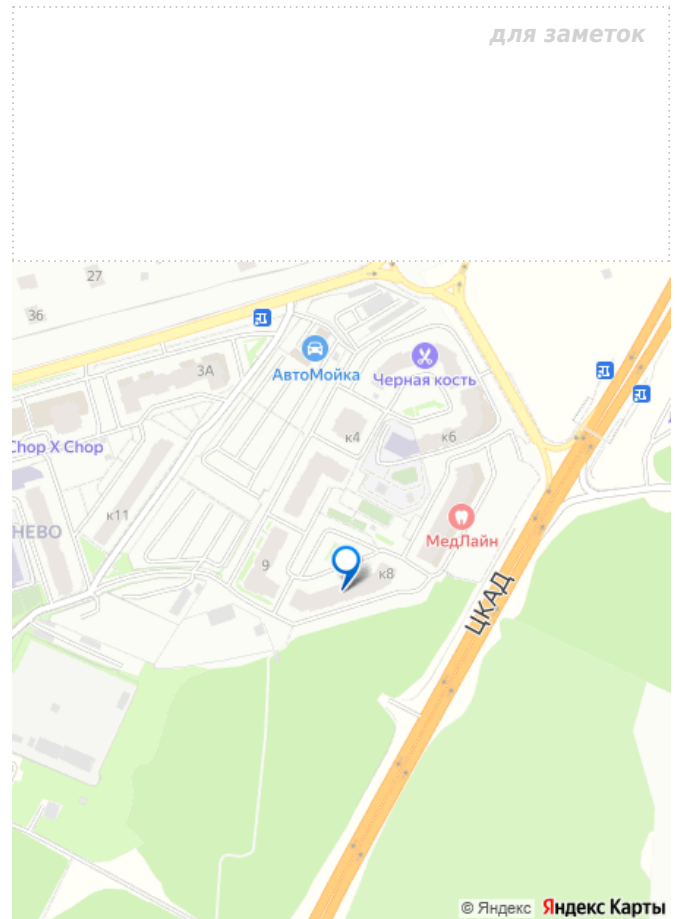 для заметок
27
36
3А
АвтоМойка
Черная кость
Chop X Chop
к4
к6
к11
НЕВО
МедЛайн
9
к8
ЦКАД
© Яндекс Яндекс Карты